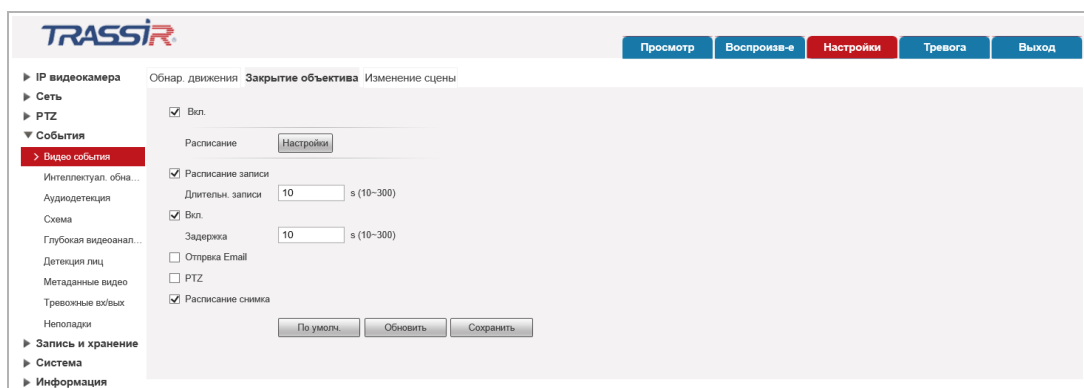 TRASSIR
Просмотр Воспроизв-е Настройки Тревога Выход
IP видеокамера
Сеть
PTZ
События
Видео события
Интеллектуал. обна...
Аудиодетекция
Схема
Глубокая видеоанал...
Детекция лиц
Метаданные видео
Тревожные вх/вых
Неполадки
Запись и хранение
Система
Информация
Обнар. движения Закрытие объектива Изменение сцены
Вкл.
Расписание Настройки
Расписание записи
Длительн. записи 10 s (10~300)
Вкл.
Задержка 10 s (10~300)
Отпрвка Email
PTZ
Расписание снимка
По умолч. Обновить Сохранить